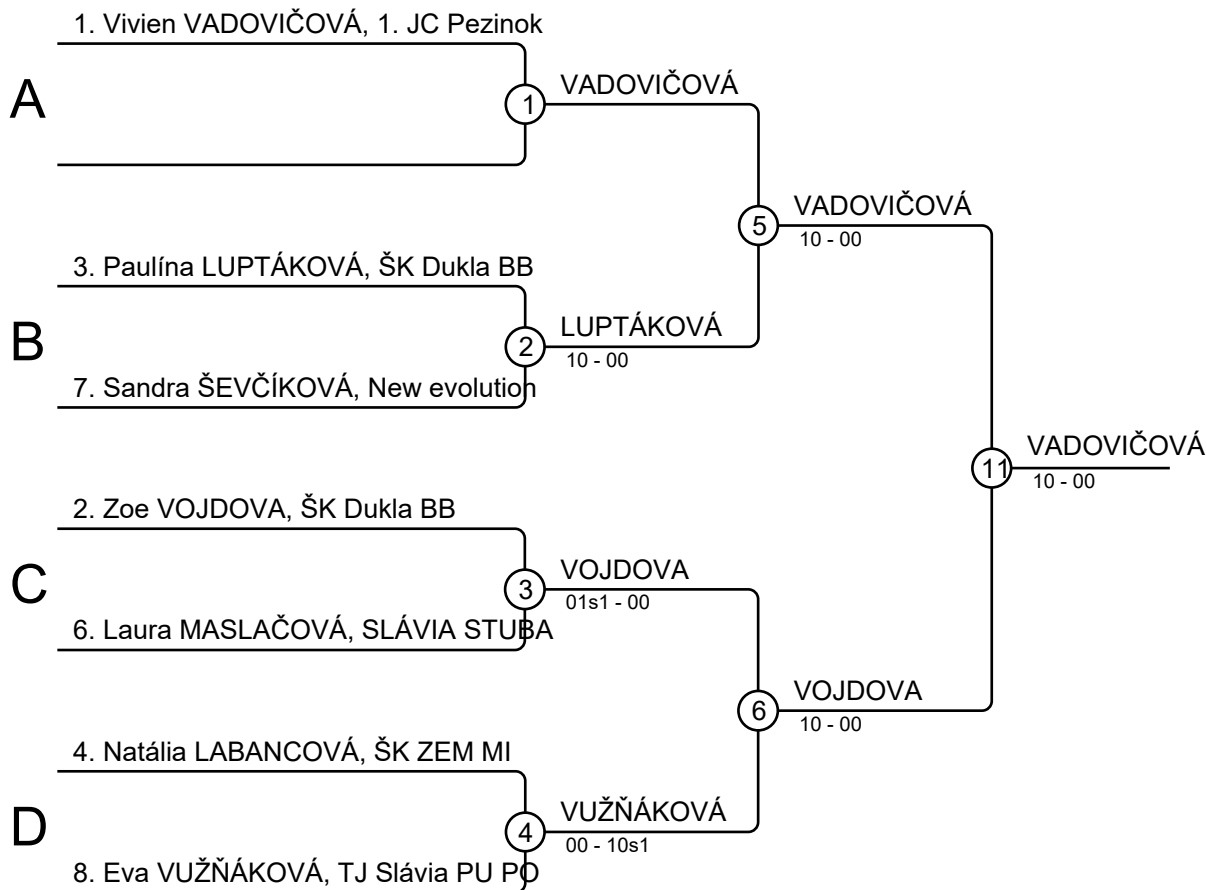 1. Vivien VADOVIČOVÁ, 1. JC Pezinok
A
1
VADOVIČOVÁ
5
VADOVIČOVÁ
10 - 00
3. Paulína LUPTÁKOVÁ, ŠK Dukla BB
B
2
LUPTÁKOVÁ
10 - 00
7. Sandra ŠEVČÍKOVÁ, New evolution
11
VADOVIČOVÁ
10 - 00
2. Zoe VOJDOVA, ŠK Dukla BB
C
3
VOJDOVA
01s1 - 00
6. Laura MASLAČOVÁ, SLÁVIA STUBA
6
VOJDOVA
10 - 00
4. Natália LABANCOVÁ, ŠK ZEM MI
D
4
VUŽŇÁKOVÁ
00 - 10s1
8. Eva VUŽŇÁKOVÁ, TJ Slávia PU PO